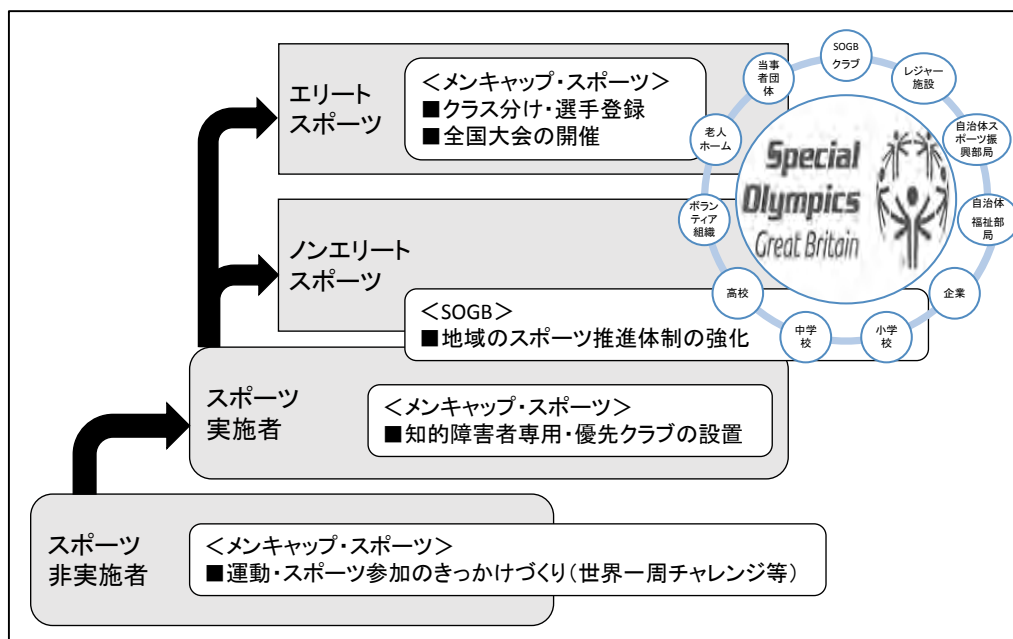 エリート
スポーツ
＜メンキャップ・スポーツ＞
■クラス分け・選手登録
■全国大会の開催
ノンエリート
スポーツ
＜SOGB＞
■地域のスポーツ推進体制の強化
スポーツ
実施者
＜メンキャップ・スポーツ＞
■知的障害者専用・優先クラブの設置
スポーツ
非実施者
＜メンキャップ・スポーツ＞
■運動・スポーツ参加のきっかけづくり（世界一周チャレンジ等）
SOGB
クラブ
レジャー
施設
自治体ス
ポーツ振
興部局
自治体
福祉部
局
企業
小学
校
中学
校
高校
ボラン
ティア
組織
老人
ホーム
当事
者団
体
Special
Olympics
Great Britain